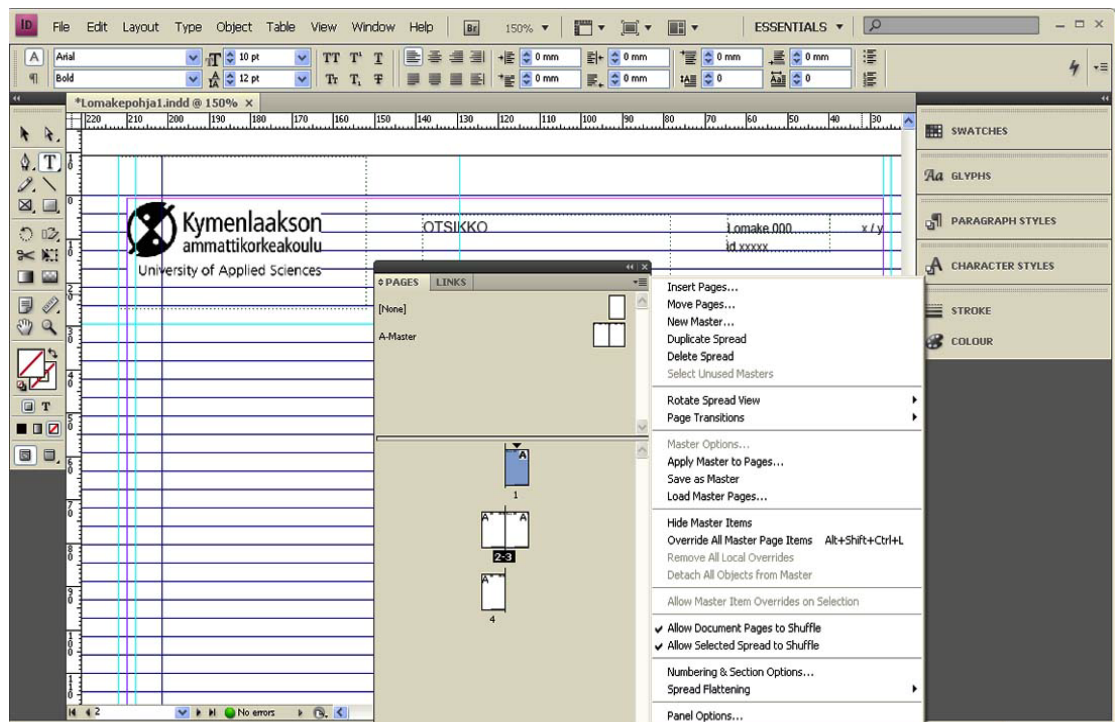 ID File Edit Layout Type Object Table View Window Help Br 150% ESSENTIALS
A Arial 10 pt TT T¹ T 0 mm 0 mm 0 mm 0 mm
¶ Bold 12 pt Tr T₁ T 0 mm 0 mm 0 0
*Lomakepohja1.indd @ 150% ×
220 210 200 190 180 170 160 150 140 130 120 110 100 90 80 70 60 50 40 30
Kymenlaakson
ammattikorkeakoulu
University of Applied Sciences
OTSIKKO
Lomake 000 x / y
id xxxxx
PAGES LINKS
[None]
A-Master
A
1
A A
2-3
A
4
Insert Pages...
Move Pages...
New Master...
Duplicate Spread
Delete Spread
Select Unused Masters
Rotate Spread View
Page Transitions
Master Options...
Apply Master to Pages...
Save as Master
Load Master Pages...
Hide Master Items
Override All Master Page Items Alt+Shift+Ctrl+L
Remove All Local Overrides
Detach All Objects from Master
Allow Master Item Overrides on Selection
Allow Document Pages to Shuffle
Allow Selected Spread to Shuffle
Numbering & Section Options...
Spread Flattening
Panel Options...
SWATCHES
GLYPHS
PARAGRAPH STYLES
CHARACTER STYLES
STROKE
COLOUR
2 No errors